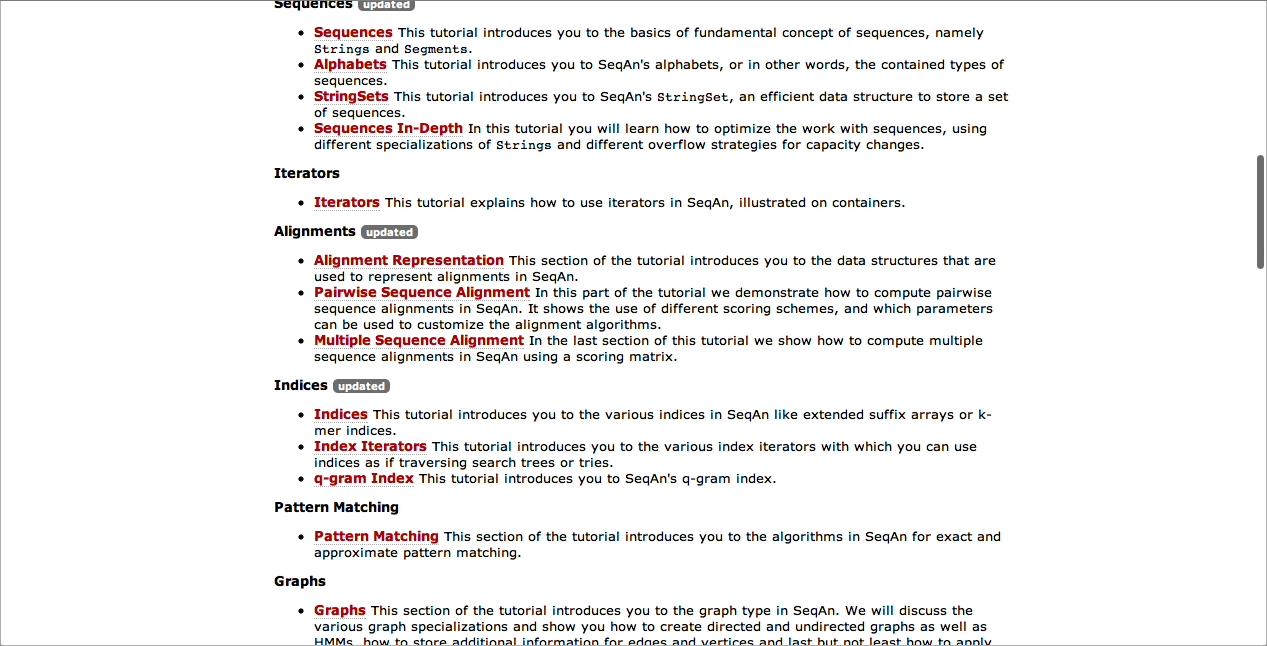 Sequences updated
Sequences This tutorial introduces you to the basics of fundamental concept of sequences, namely
Strings and Segments.
Alphabets This tutorial introduces you to SeqAn's alphabets, or in other words, the contained types of
sequences.
StringSets This tutorial introduces you to SeqAn's StringSet, an efficient data structure to store a set
of sequences.
Sequences In-Depth In this tutorial you will learn how to optimize the work with sequences, using
different specializations of Strings and different overflow strategies for capacity changes.
Iterators
Iterators This tutorial explains how to use iterators in SeqAn, illustrated on containers.
Alignments updated
Alignment Representation This section of the tutorial introduces you to the data structures that are
used to represent alignments in SeqAn.
Pairwise Sequence Alignment In this part of the tutorial we demonstrate how to compute pairwise
sequence alignments in SeqAn. It shows the use of different scoring schemes, and which parameters
can be used to customize the alignment algorithms.
Multiple Sequence Alignment In the last section of this tutorial we show how to compute multiple
sequence alignments in SeqAn using a scoring matrix.
Indices updated
Indices This tutorial introduces you to the various indices in SeqAn like extended suffix arrays or k-
mer indices.
Index Iterators This tutorial introduces you to the various index iterators with which you can use
indices as if traversing search trees or tries.
q-gram Index This tutorial introduces you to SeqAn's q-gram index.
Pattern Matching
Pattern Matching This section of the tutorial introduces you to the algorithms in SeqAn for exact and
approximate pattern matching.
Graphs
Graphs This section of the tutorial introduces you to the graph type in SeqAn. We will discuss the
various graph specializations and show you how to create directed and undirected graphs as well as
HMMs, how to store additional information for edges and vertices and last but not least how to apply